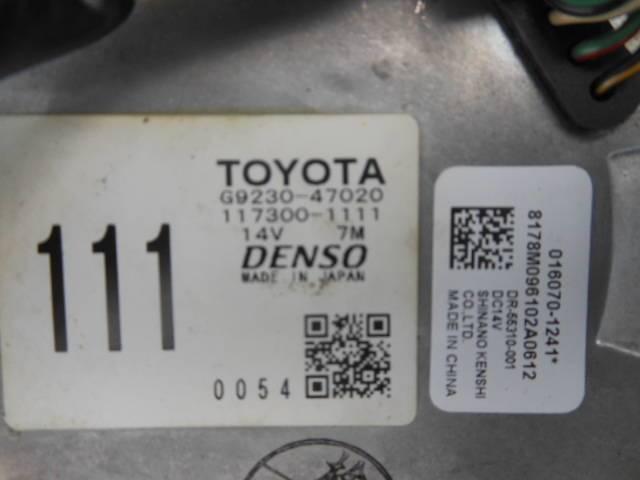 111
TOYOTA
G9230-47020
117300-1111
14V 7M
DENSO
MADE IN JAPAN
0054
016070-1241*
8178M096102A0612
DR-55310-001
DC14V
SHINANO KENSHI
CO.,LTD.
MADE IN CHINA